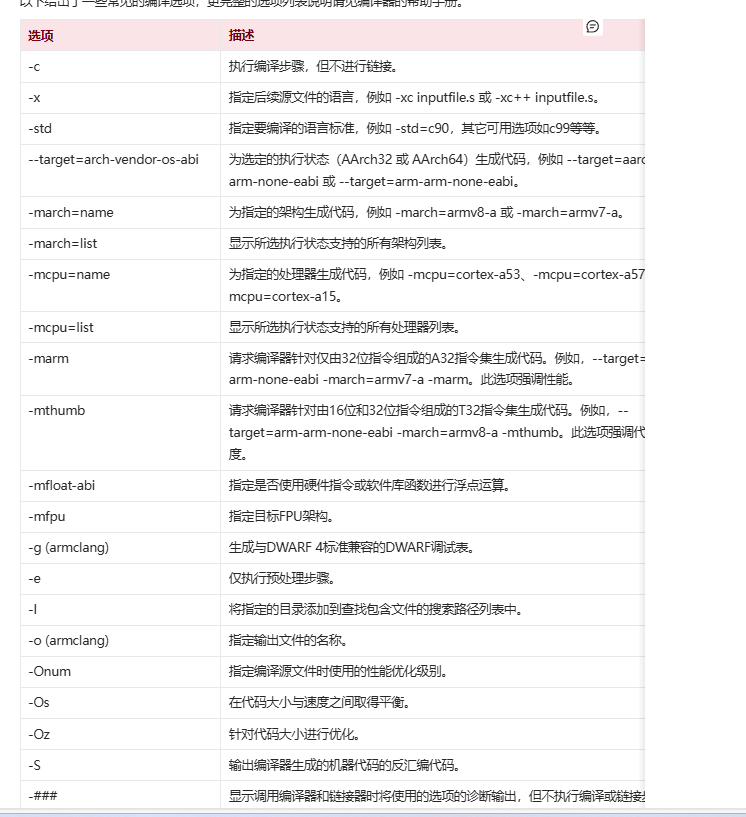 以下给出了一些常见的编译选项，更完整的选项列表说明请见编译器的帮助手册。
选项 描述
-c 执行编译步骤，但不进行链接。
-x 指定后续源文件的语言，例如 -xc inputfile.s 或 -xc++ inputfile.s。
-std 指定要编译的语言标准，例如 -std=c90，其它可用选项如c99等等。
--target=arch-vendor-os-abi 为选定的执行状态（AArch32 或 AArch64）生成代码，例如 --target=aarc
arm-none-eabi 或 --target=arm-arm-none-eabi。
-march=name 为指定的架构生成代码，例如 -march=armv8-a 或 -march=armv7-a。
-march=list 显示所选执行状态支持的所有架构列表。
-mcpu=name 为指定的处理器生成代码，例如 -mcpu=cortex-a53、-mcpu=cortex-a57
mcpu=cortex-a15。
-mcpu=list 显示所选执行状态支持的所有处理器列表。
-marm 请求编译器针对仅由32位指令组成的A32指令集生成代码。例如，--target=
arm-none-eabi -march=armv7-a -marm。此选项强调性能。
-mthumb 请求编译器针对由16位和32位指令组成的T32指令集生成代码。例如，--
target=arm-arm-none-eabi -march=armv8-a -mthumb。此选项强调代
度。
-mfloat-abi 指定是否使用硬件指令或软件库函数进行浮点运算。
-mfpu 指定目标FPU架构。
-g (armclang) 生成与DWARF 4标准兼容的DWARF调试表。
-e 仅执行预处理步骤。
-I 将指定的目录添加到查找包含文件的搜索路径列表中。
-o (armclang) 指定输出文件的名称。
-Onum 指定编译源文件时使用的性能优化级别。
-Os 在代码大小与速度之间取得平衡。
-Oz 针对代码大小进行优化。
-S 输出编译器生成的机器代码的反汇编代码。
-### 显示调用编译器和链接器时将使用的选项的诊断输出，但不执行编译或链接